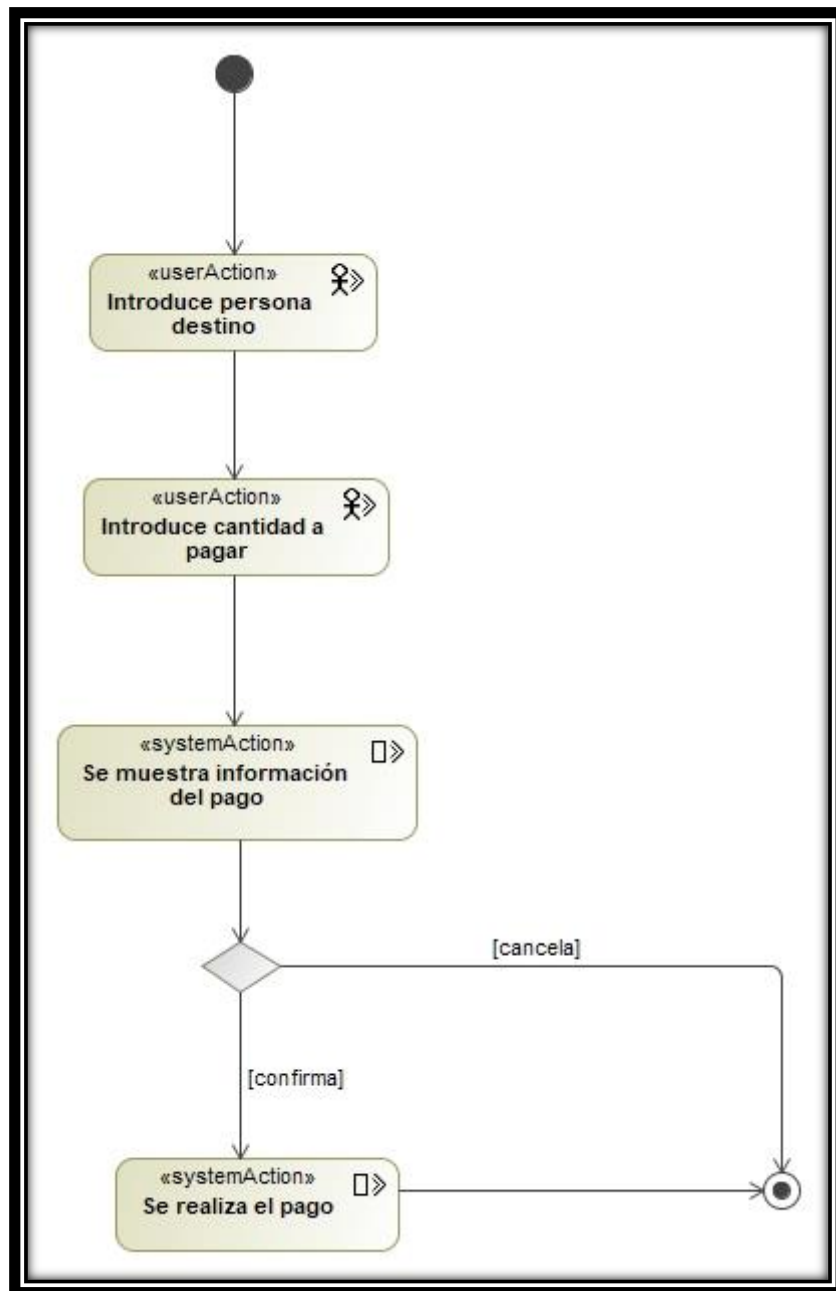 «userAction»
Introduce persona
destino
«userAction»
Introduce cantidad a
pagar
«systemAction»
Se muestra información
del pago
[cancela]
[confirma]
«systemAction»
Se realiza el pago